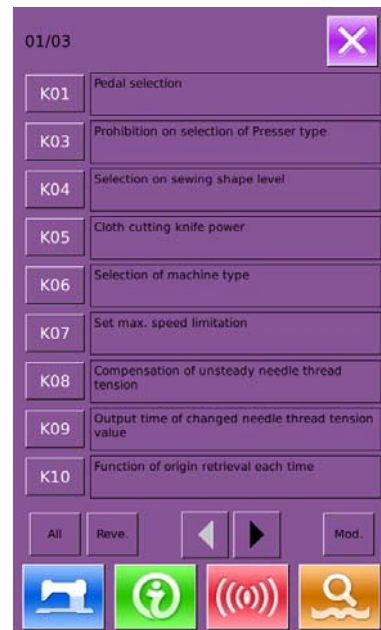 01/03
K01 Pedal selection
K03 Prohibition on selection of Presser type
K04 Selection on sewing shape level
K05 Cloth cutting knife power
K06 Selection of machine type
K07 Set max. speed limitation
K08 Compensation of unsteady needle thread
tension
K09 Output time of changed needle thread tension
value
K10 Function of origin retrieval each time
All Reve. Mod.